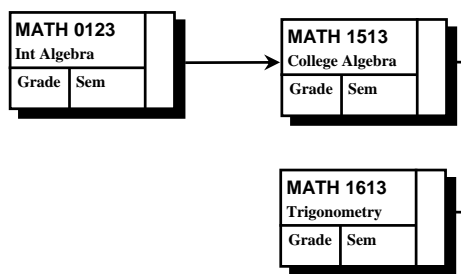 MATH 0123
Int Algebra
Grade Sem
MATH 1513
College Algebra
Grade Sem
MATH 1613
Trigonometry
Grade Sem